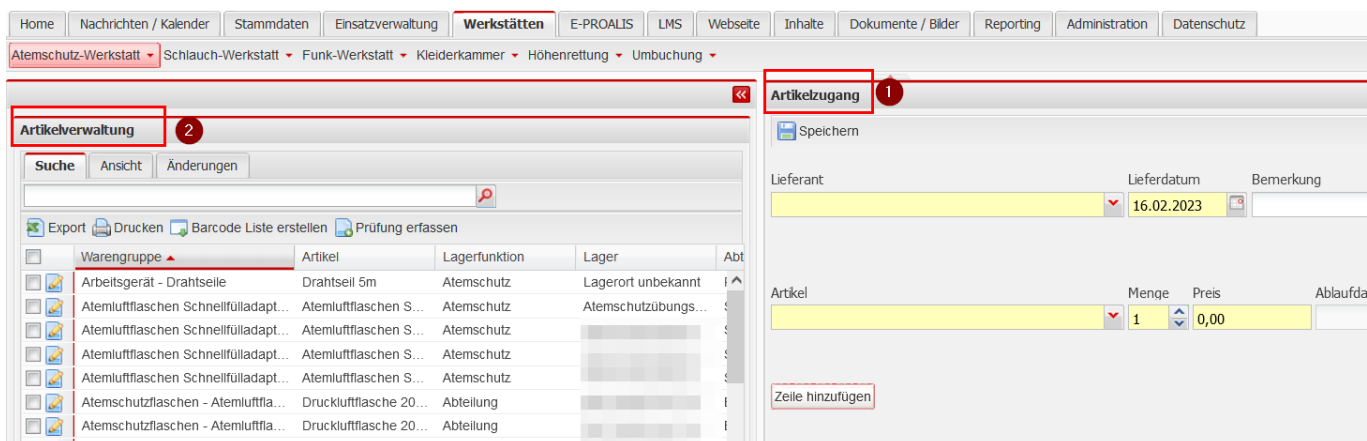 Home Nachrichten / Kalender Stammdaten Einsatzverwaltung Werkstätten E-PROALIS LMS Webseite Inhalte Dokumente / Bilder Reporting Administration Datenschutz
Atemschutz-Werkstatt Schlauch-Werkstatt Funk-Werkstatt Kleiderkammer Höhenrettung Umbuchung
Artikelverwaltung 2
Suche Ansicht Änderungen
Export Drucken Barcode Liste erstellen Prüfung erfassen
Warengruppe Artikel Lagerfunktion Lager Abt
Arbeitsgerät - Drahtseile Drahtseil 5m Atemschutz Lagerort unbekannt
Atemluftflaschen Schnellfülladapt... Atemluftflaschen S... Atemschutz Atemschutzübungs...
Atemluftflaschen Schnellfülladapt... Atemluftflaschen S... Atemschutz
Atemluftflaschen Schnellfülladapt... Atemluftflaschen S... Atemschutz
Atemluftflaschen Schnellfülladapt... Atemluftflaschen S... Atemschutz
Atemschutzflaschen - Atemluftfla... Druckluftflasche 20... Abteilung
Atemschutzflaschen - Atemluftfla... Druckluftflasche 20... Abteilung
Artikelzugang 1
Speichern
Lieferant Lieferdatum Bemerkung
16.02.2023
Artikel Menge Preis Ablaufda
1 0,00
Zeile hinzufügen